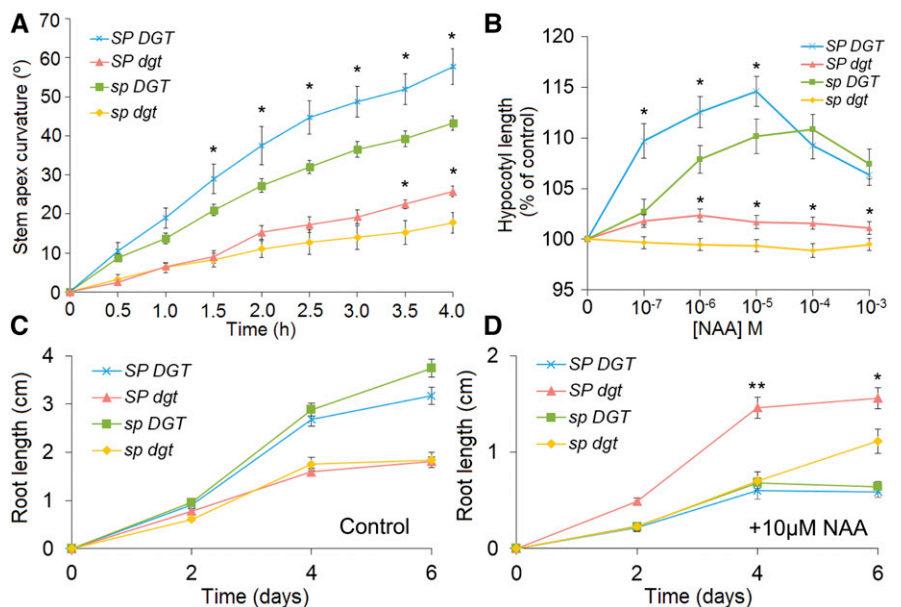 A
SP DGT
SP dgt
sp DGT
sp dgt
Stem apex curvature (º)
70
60
50
40
30
20
10
0
* * * * * *
* *
0 0.5 1.0 1.5 2.0 2.5 3.0 3.5 4.0
Time (h)
B
SP DGT
SP dgt
sp DGT
sp dgt
Hypocotyl length
(% of control)
120
115
110
105
100
95
* * *
* * * *
0 10⁻⁷ 10⁻⁶ 10⁻⁵ 10⁻⁴ 10⁻³
[NAA] M
C
SP DGT
SP dgt
sp DGT
sp dgt
Root length (cm)
4
3
2
1
0
Control
0 2 4 6
Time (days)
D
SP DGT
SP dgt
sp DGT
sp dgt
Root length (cm)
2
1
0
** *
+10µM NAA
0 2 4 6
Time (days)